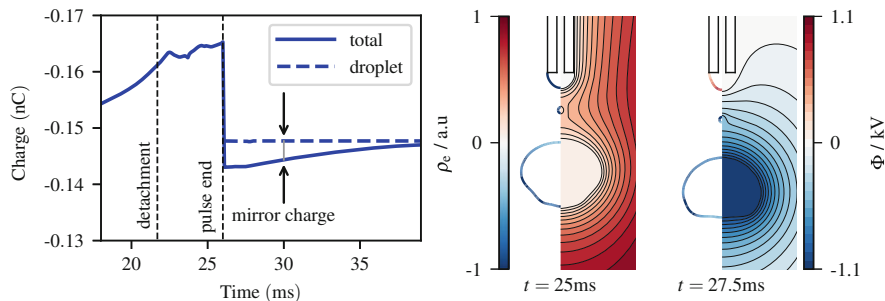 -0.17
-0.16
-0.15
-0.14
-0.13
Charge (nC)
20
25
30
35
Time (ms)
total
droplet
detachment
pulse end
mirror charge
1
0
-1
ρe / a.u
t = 25ms
t = 27.5ms
1.1
0
-1.1
Φ / kV